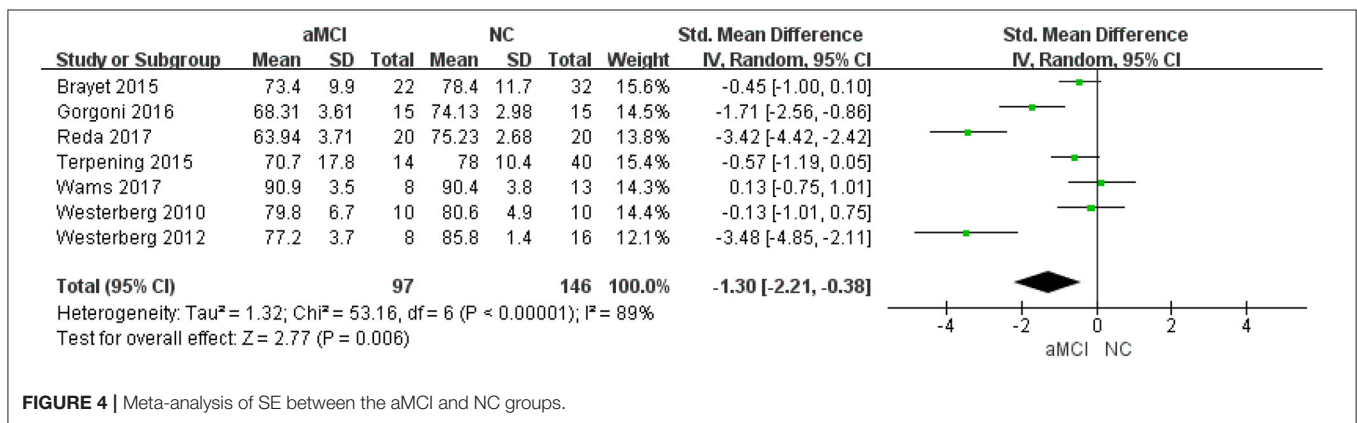 aMCI NC Std. Mean Difference Std. Mean Difference
Study or Subgroup Mean SD Total Mean SD Total Weight IV, Random, 95% CI IV, Random, 95% CI
Brayet 2015 73.4 9.9 22 78.4 11.7 32 15.6% -0.45 [-1.00, 0.10]
Gorgoni 2016 68.31 3.61 15 74.13 2.98 15 14.5% -1.71 [-2.56, -0.86]
Reda 2017 63.94 3.71 20 75.23 2.68 20 13.8% -3.42 [-4.42, -2.42]
Terpening 2015 70.7 17.8 14 78 10.4 40 15.4% -0.57 [-1.19, 0.05]
Wams 2017 90.9 3.5 8 90.4 3.8 13 14.3% 0.13 [-0.75, 1.01]
Westerberg 2010 79.8 6.7 10 80.6 4.9 10 14.4% -0.13 [-1.01, 0.75]
Westerberg 2012 77.2 3.7 8 85.8 1.4 16 12.1% -3.48 [-4.85, -2.11]
Total (95% CI) 97 146 100.0% -1.30 [-2.21, -0.38]
Heterogeneity: Tau² = 1.32; Chi² = 53.16, df = 6 (P < 0.00001); I² = 89%
Test for overall effect: Z = 2.77 (P = 0.006)
-4 -2 0 2 4
aMCI NC
FIGURE 4 | Meta-analysis of SE between the aMCI and NC groups.